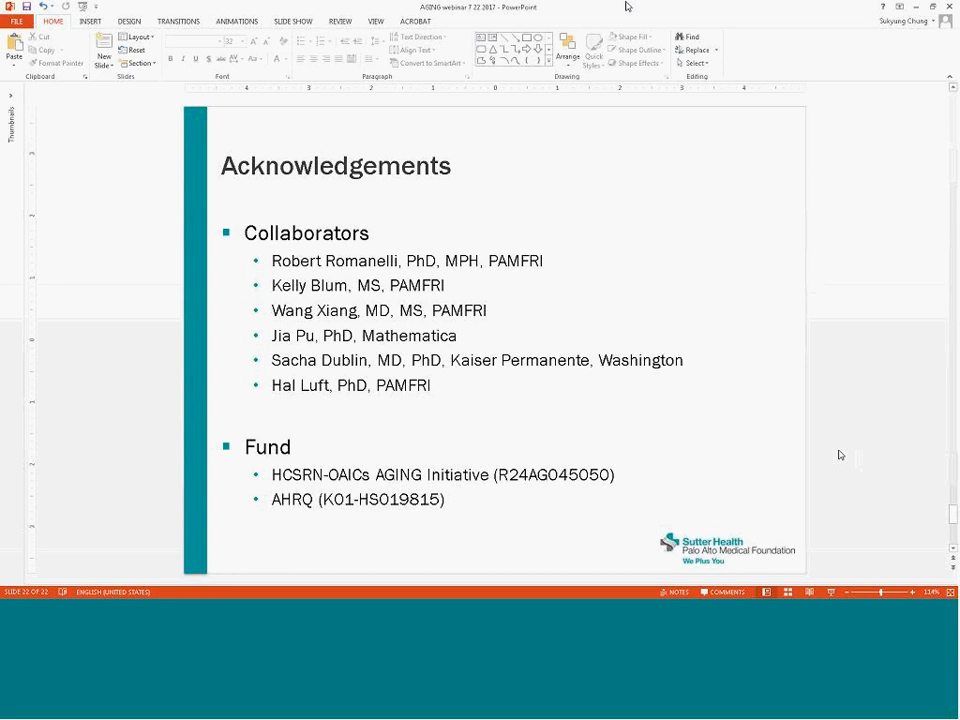 AGING webinar 7 22 2017 - PowerPoint
FILE HOME INSERT DESIGN TRANSITIONS ANIMATIONS SLIDE SHOW REVIEW VIEW ACROBAT Sukyung Chung
Paste Cut Copy Format Painter
New Slide Layout Reset Section
32
Text Direction Align Text Convert to SmartArt
Arrange Quick Styles Shape Fill Shape Outline Shape Effects
Find Replace Select
Clipboard Slides Font Paragraph Drawing Editing
Thumbnails
Acknowledgements
Collaborators
Robert Romanelli, PhD, MPH, PAMFRI
Kelly Blum, MS, PAMFRI
Wang Xiang, MD, MS, PAMFRI
Jia Pu, PhD, Mathematica
Sacha Dublin, MD, PhD, Kaiser Permanente, Washington
Hal Luft, PhD, PAMFRI
Fund
HCSRN-OAICs AGING Initiative (R24AG045050)
AHRQ (K01-HS019815)
Sutter Health
Palo Alto Medical Foundation
We Plus You
SLIDE 22 OF 22 ENGLISH (UNITED STATES) NOTES COMMENTS 114%